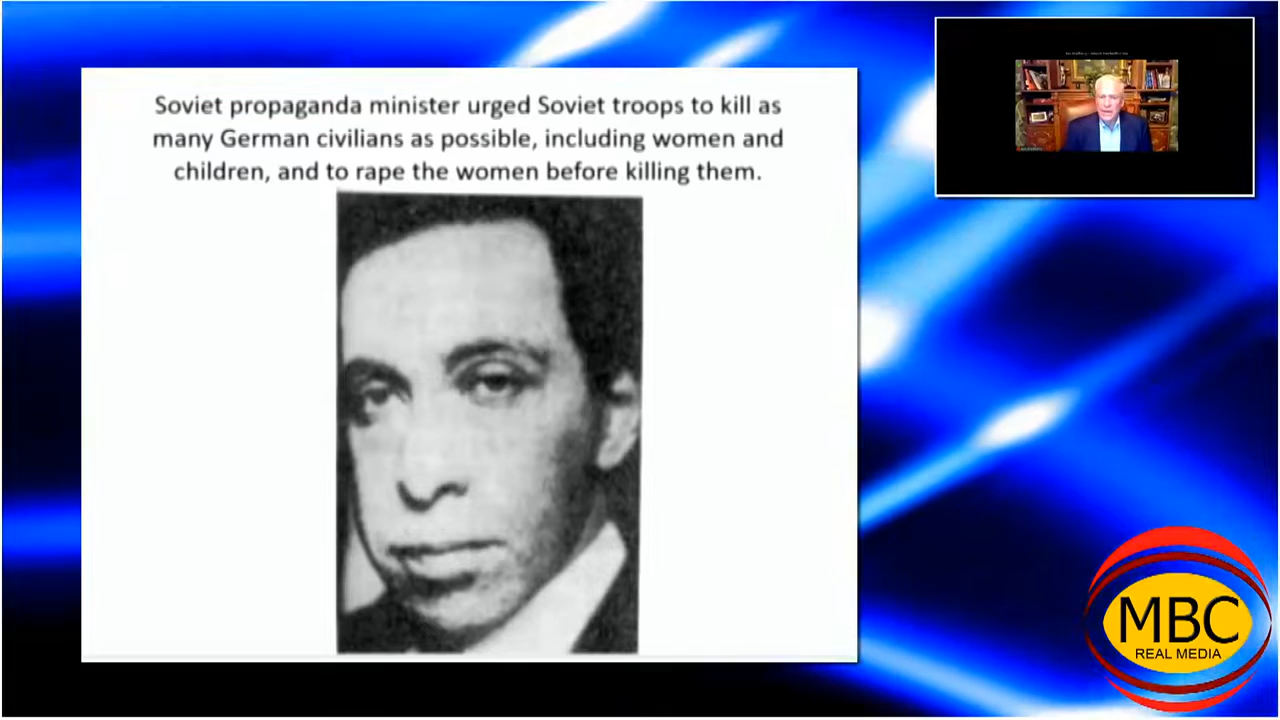 Soviet propaganda minister urged Soviet troops to kill as
many German civilians as possible, including women and
children, and to rape the women before killing them.
MBC
REAL MEDIA